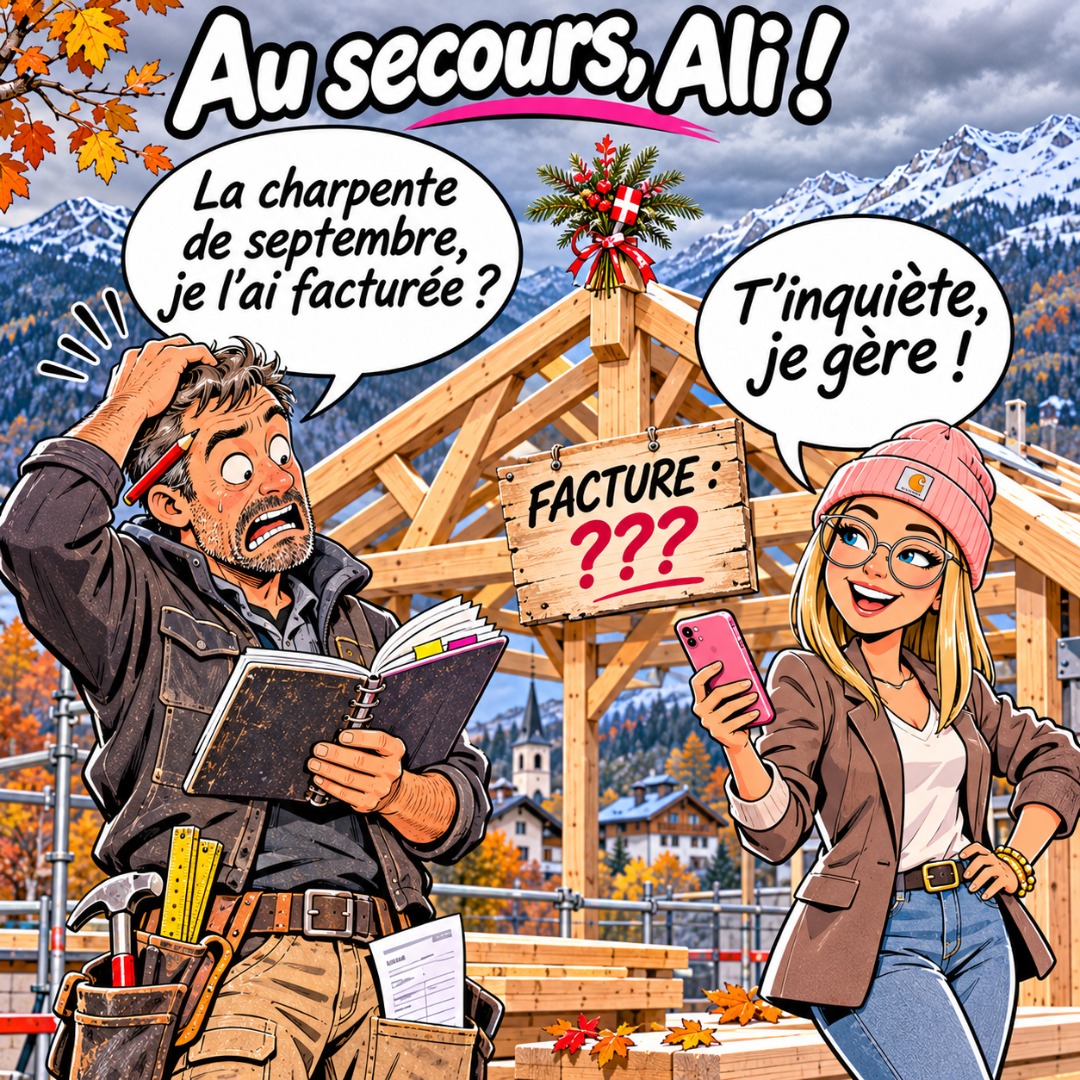 Au secours, Ali !
La charpente
de septembre,
je l'ai facturée ?
T'inquiète,
je gère !
FACTURE :
???